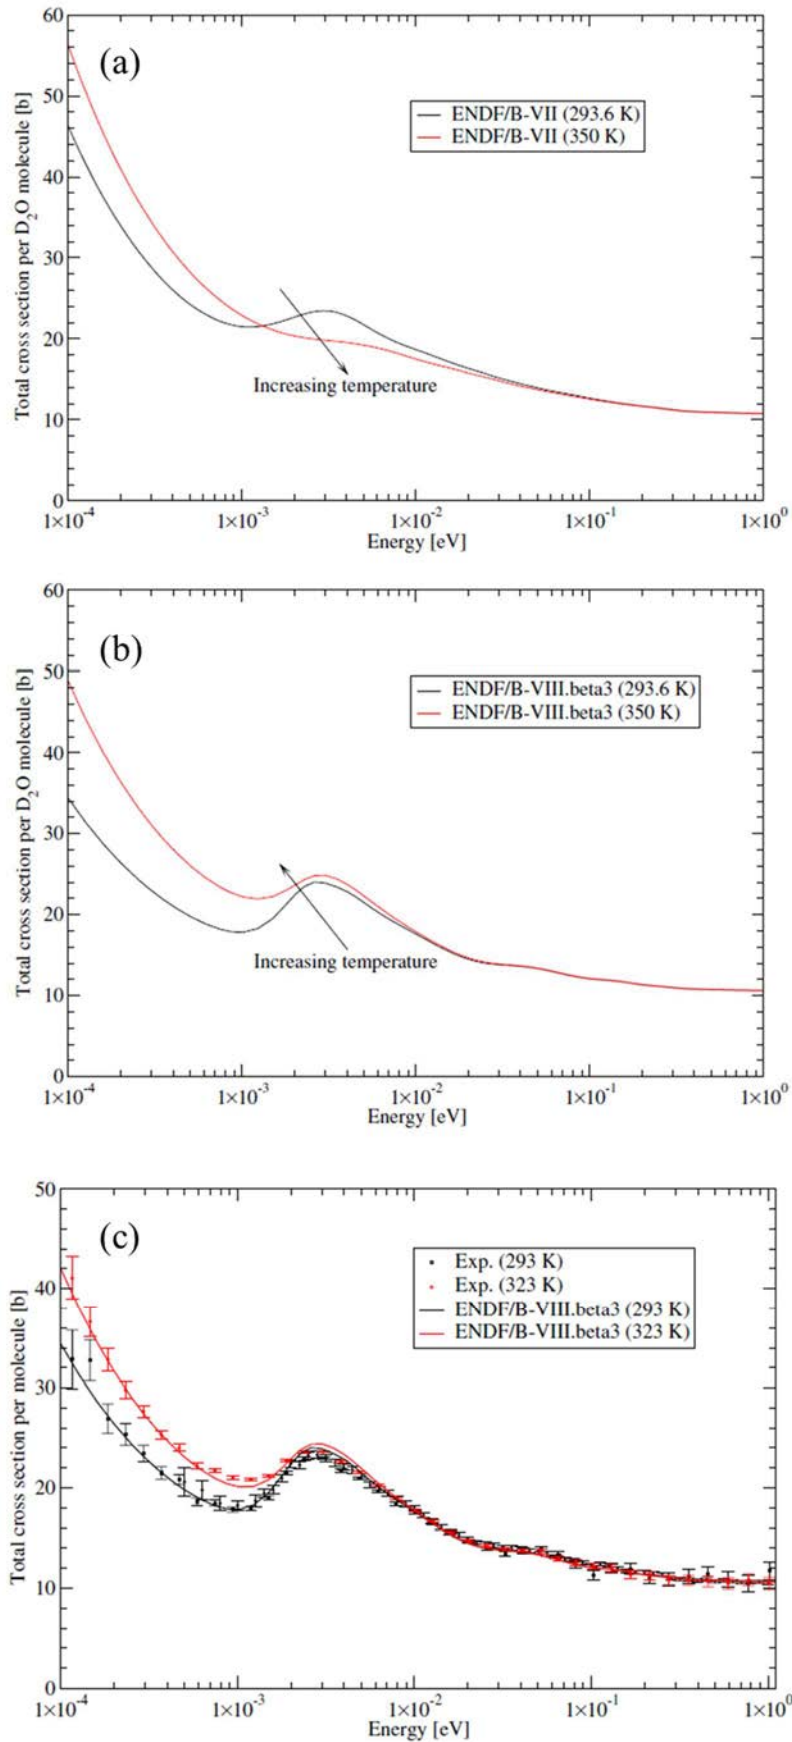 (a)
60
50
40
30
20
10
0
Total cross section per D₂O molecule [b]
ENDF/B-VII (293.6 K)
ENDF/B-VII (350 K)
Increasing temperature
1×10⁻⁴ 1×10⁻³ 1×10⁻² 1×10⁻¹ 1×10⁰
Energy [eV]
(b)
60
50
40
30
20
10
0
Total cross section per D₂O molecule [b]
ENDF/B-VIII.beta3 (293.6 K)
ENDF/B-VIII.beta3 (350 K)
Increasing temperature
1×10⁻⁴ 1×10⁻³ 1×10⁻² 1×10⁻¹ 1×10⁰
Energy [eV]
(c)
50
40
30
20
10
0
Total cross section per molecule [b]
Exp. (293 K)
Exp. (323 K)
ENDF/B-VIII.beta3 (293 K)
ENDF/B-VIII.beta3 (323 K)
1×10⁻⁴ 1×10⁻³ 1×10⁻² 1×10⁻¹ 1×10⁰
Energy [eV]